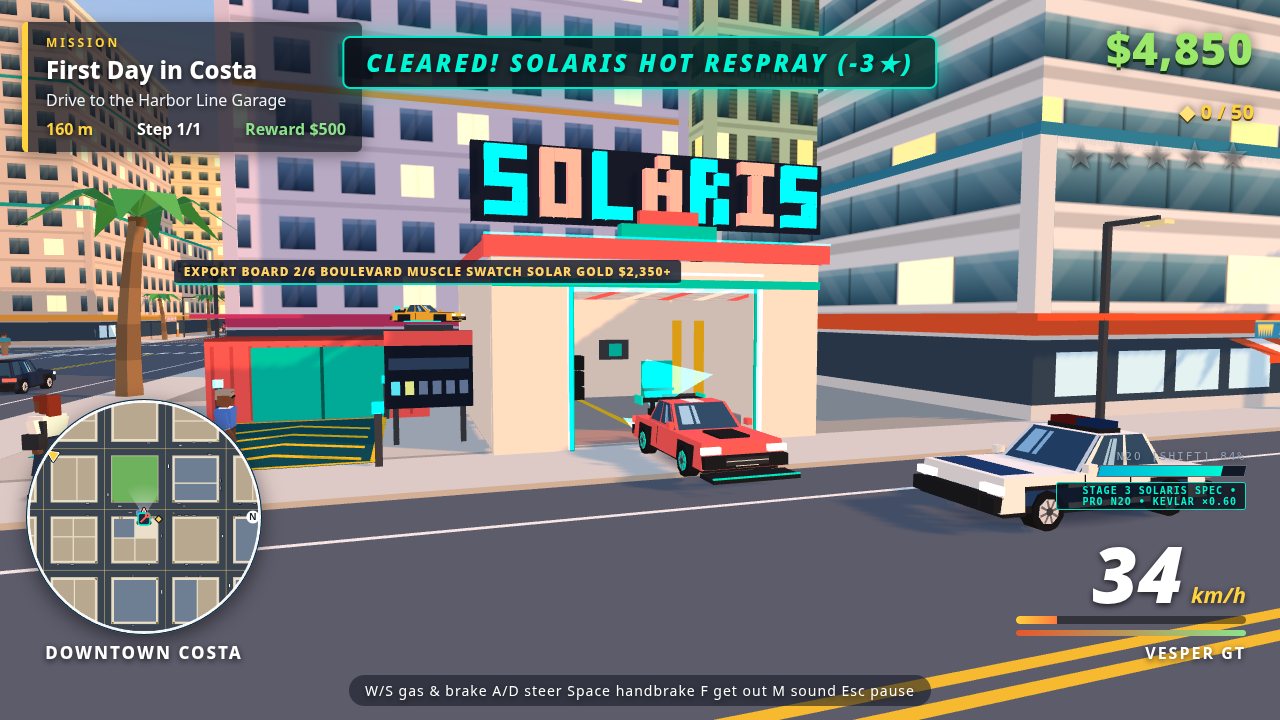 MISSION
First Day in Costa
Drive to the Harbor Line Garage
160 m Step 1/1 Reward $500
CLEARED! SOLARIS HOT RESPRAY (-3★)
$4,850
◆ 0 / 50
SOLARIS
EXPORT BOARD 2/6 BOULEVARD MUSCLE SWATCH SOLAR GOLD $2,350+
N2O [SHIFT] 84%
STAGE 3 SOLARIS SPEC •
PRO N2O • KEVLAR ×0.60
34 km/h
VESPER GT
N
DOWNTOWN COSTA
W/S gas & brake A/D steer Space handbrake F get out M sound Esc pause